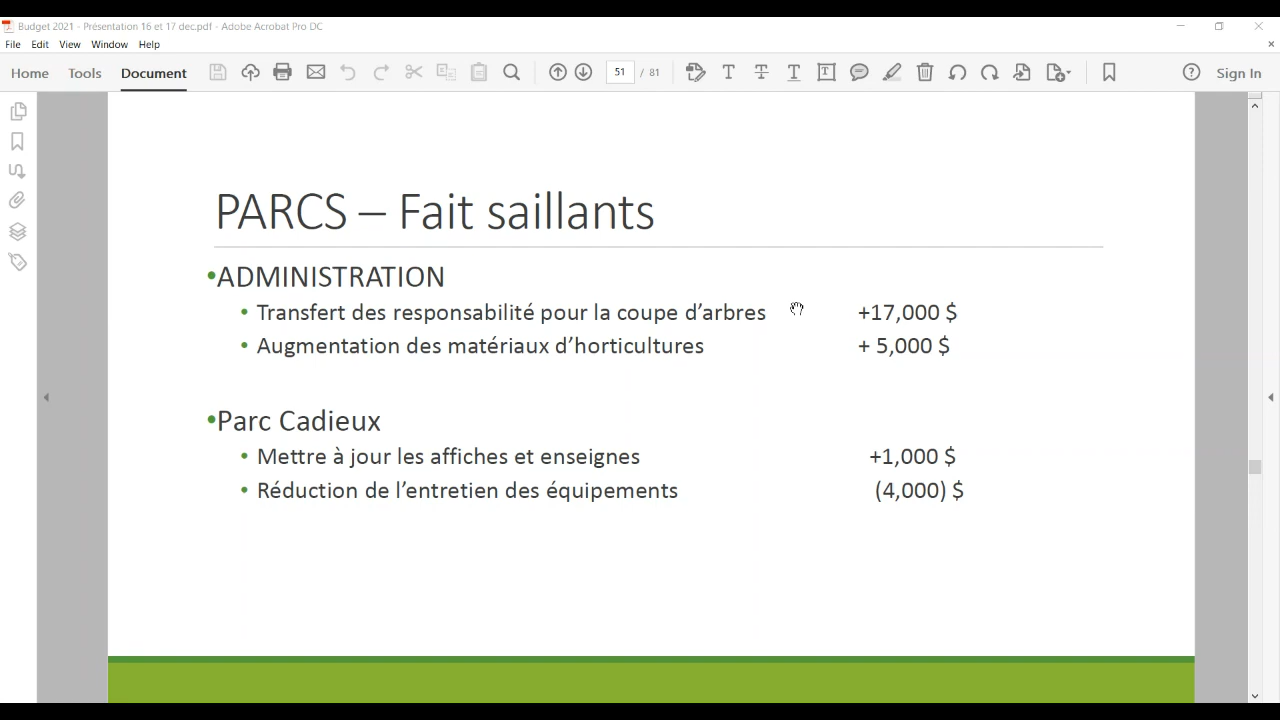 Budget 2021 - Présentation 16 et 17 dec.pdf - Adobe Acrobat Pro DC
File Edit View Window Help
Home Tools Document 51 / 81 Sign In
PARCS – Fait saillants
•ADMINISTRATION
• Transfert des responsabilité pour la coupe d’arbres +17,000 $
• Augmentation des matériaux d’horticultures + 5,000 $
•Parc Cadieux
• Mettre à jour les affiches et enseignes +1,000 $
• Réduction de l’entretien des équipements (4,000) $